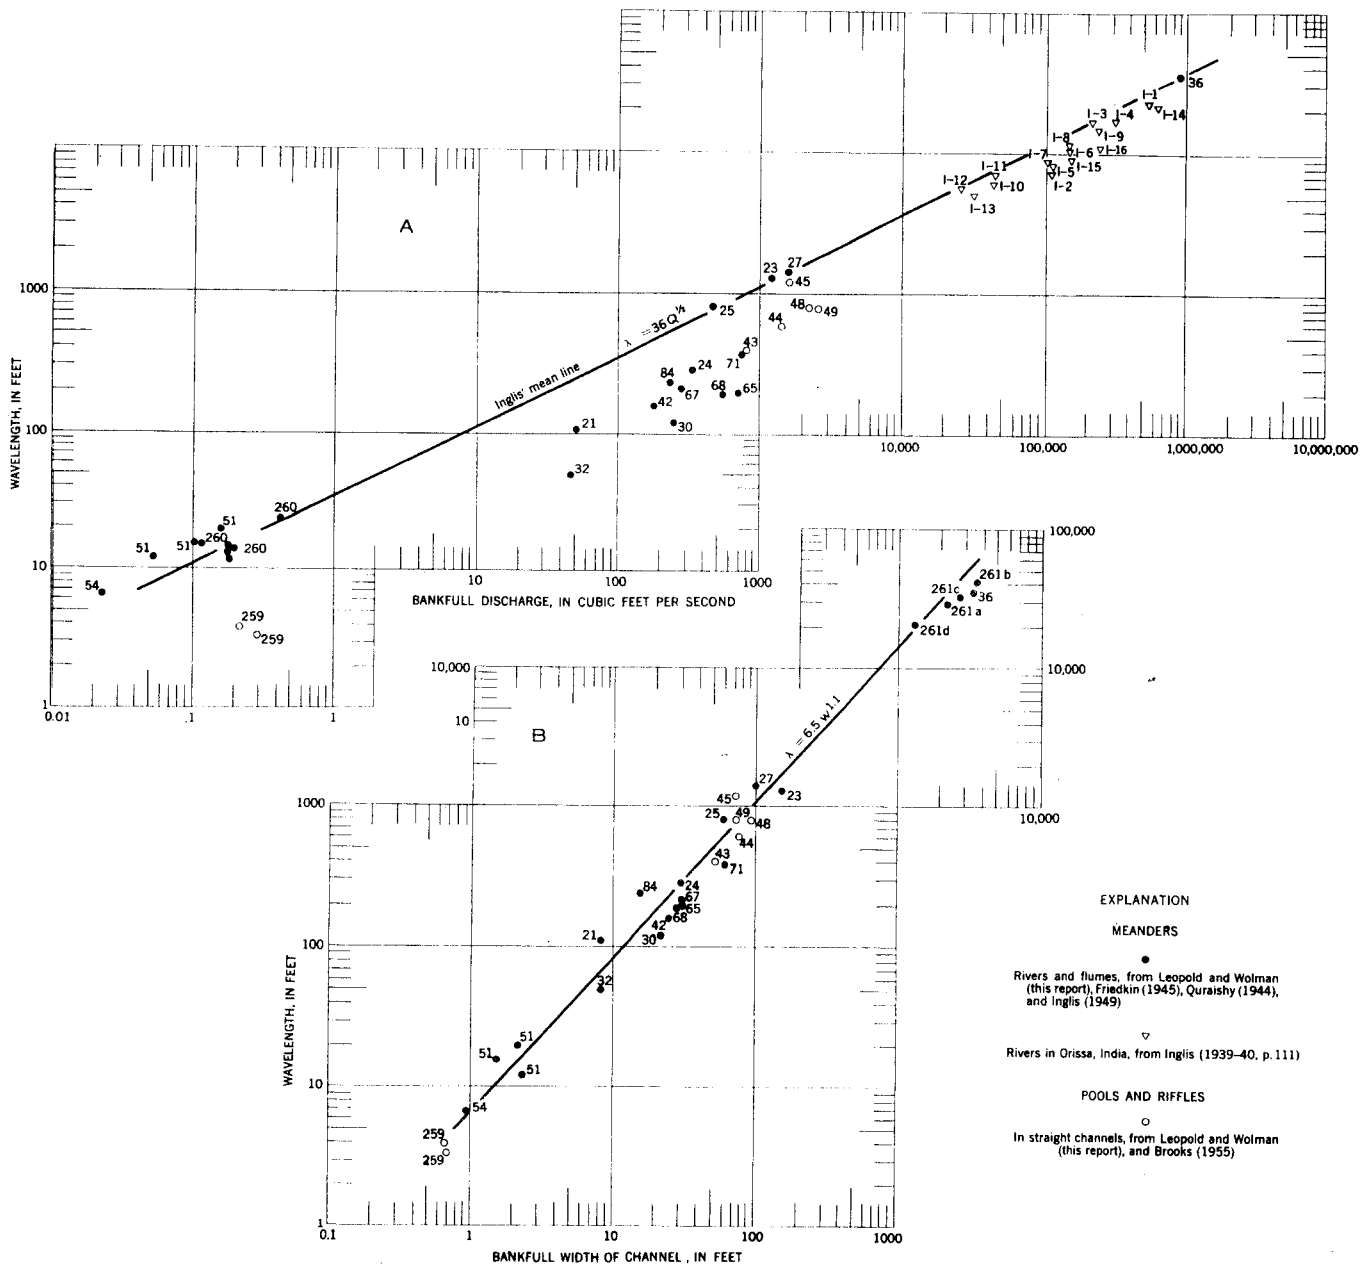 36
I-1
I-14
I-3
I-4
I-8
I-9
I-7
I-6
I-16
I-11
I-15
I-12
I-5
I-10
I-2
I-13
A
1000
100
10
1
WAVELENGTH, IN FEET
23
27
45
25
48
49
44
43
71
λ = 36 Q½
Inglis' mean line
24
84
67
68
65
42
30
21
32
10,000
100,000
1,000,000
10,000,000
260
51
51
51
260
260
54
259
259
0.01
.1
1
10
100
1000
BANKFULL DISCHARGE, IN CUBIC FEET PER SECOND
100,000
10,000
10,000
261b
261c
36
261a
261d
10,000
10
B
λ = 6.5 w1.1
1000
100
10
1
WAVELENGTH, IN FEET
27
45
23
25
49
48
44
43
71
84
24
67
65
42
68
30
21
32
51
51
51
54
259
259
0.1
1
10
100
1000
BANKFULL WIDTH OF CHANNEL, IN FEET
EXPLANATION
MEANDERS
Rivers and flumes, from Leopold and Wolman
(this report), Friedkin (1945), Quraishy (1944),
and Inglis (1949)
Rivers in Orissa, India, from Inglis (1939-40, p. 111)
POOLS AND RIFFLES
In straight channels, from Leopold and Wolman
(this report), and Brooks (1955)